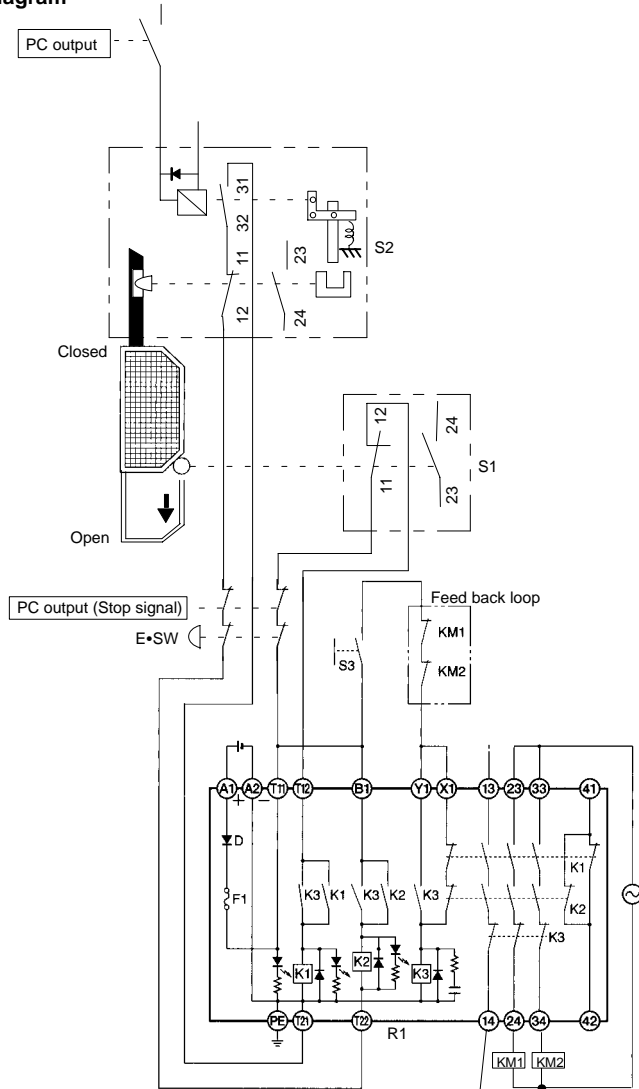 agram
PC output
31
32
11
12
23
24
S2
Closed
Open
12
11
24
23
S1
PC output (Stop signal)
E•SW
Feed back loop
KM1
KM2
S3
A1 A2 T11 T12 B1 Y1 X1 13 23 33 41
+ −
D
F1
K3 K1 K3 K2 K3
K1
K2
K3
K1 K2 K3
PE T21 T22 R1 14 24 34 42
KM1 KM2